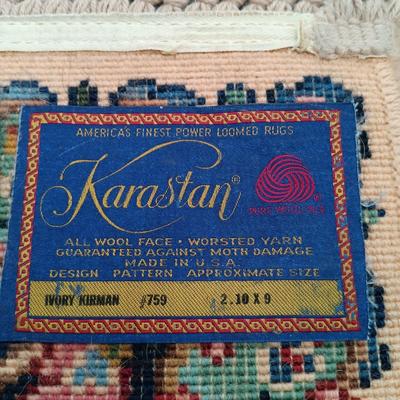 AMERICA'S FINEST POWER LOOMED RUGS
Karastan®
PURE WOOL PILE
ALL WOOL FACE • WORSTED YARN
GUARANTEED AGAINST MOTH DAMAGE
MADE IN U.S.A.
DESIGN PATTERN APPROXIMATE SIZE
IVORY KIRMAN #759 2.10 X 9